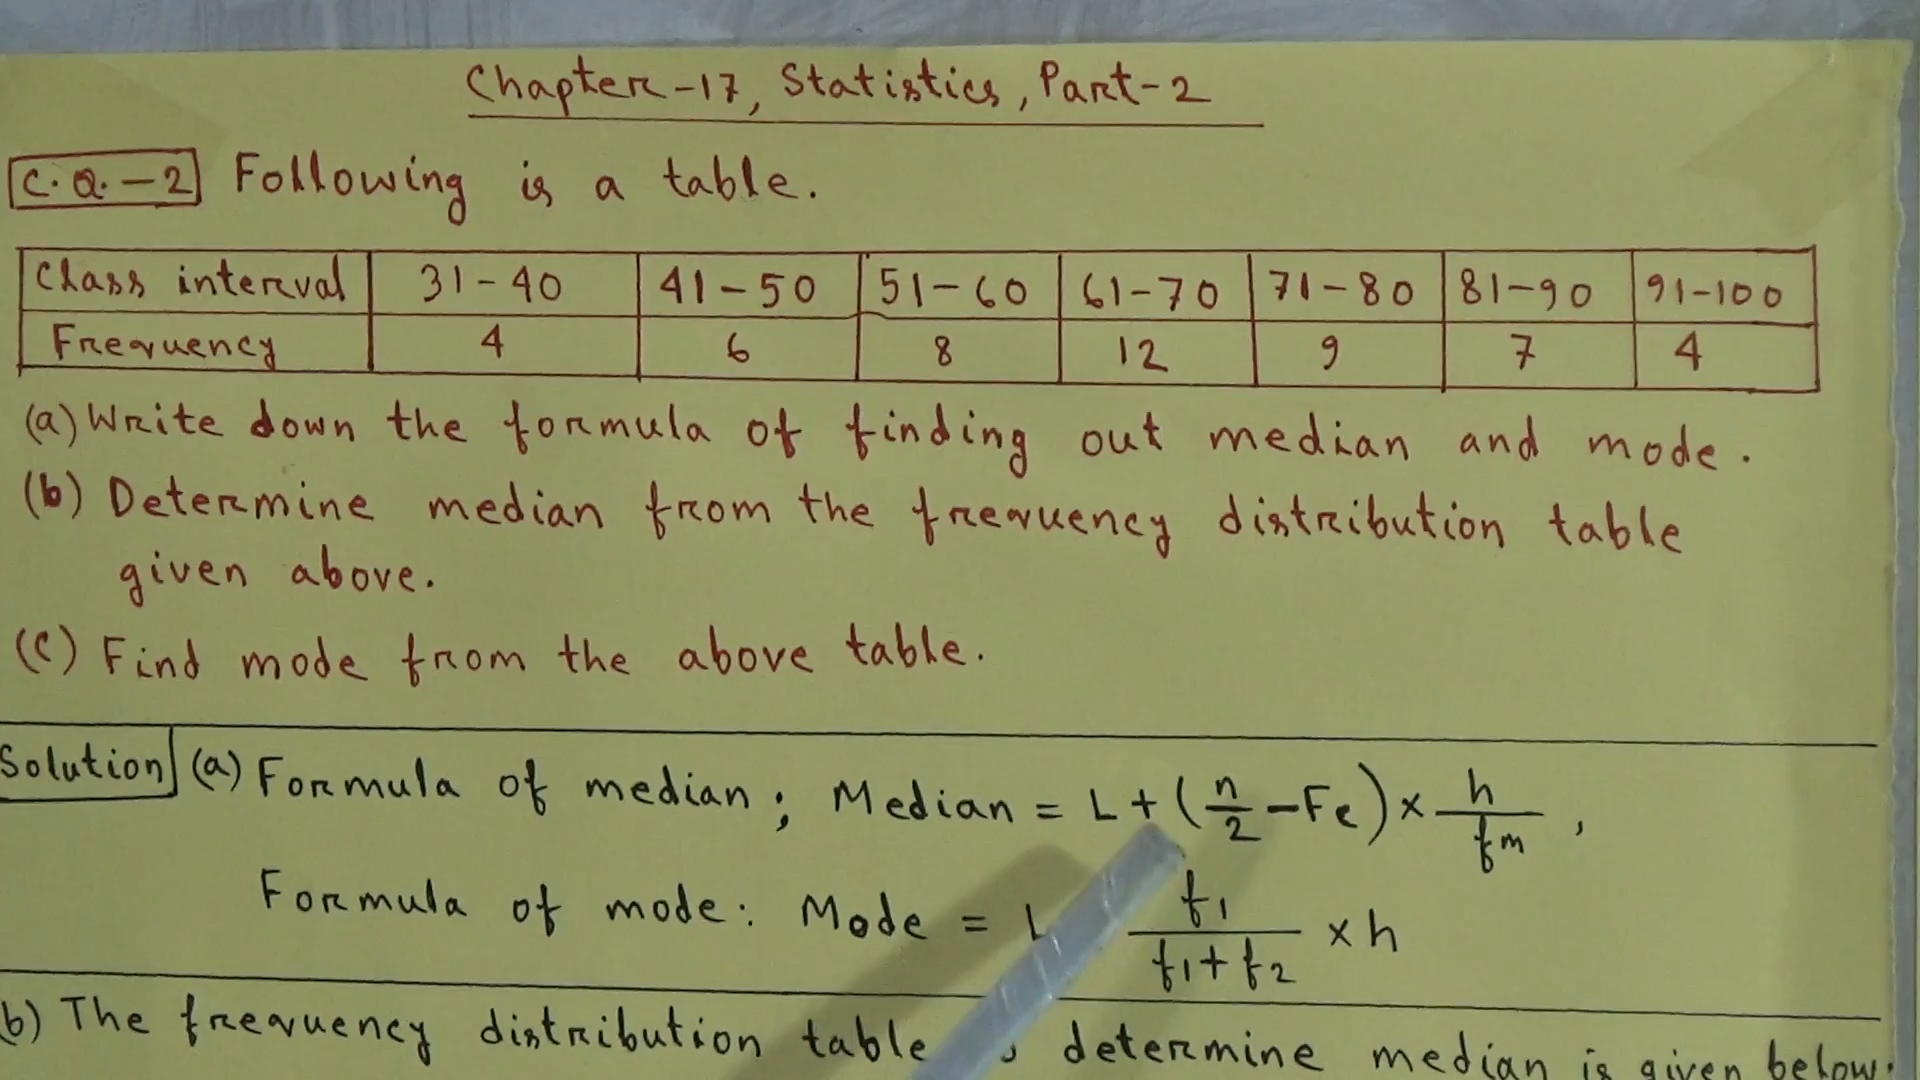 Chapter-17, Statistics, Part-2
C.Q.-2 Following is a table.
Class interval 31-40 41-50 51-60 61-70 71-80 81-90 91-100
Frequency 4 6 8 12 9 7 4
(a) Write down the formula of finding out median and mode.
(b) Determine median from the frequency distribution table
given above.
(c) Find mode from the above table.
Solution (a) Formula of median; Median = L + (n/2 - Fc) × h/fm ,
Formula of mode: Mode = L f1/(f1+f2) × h
b) The frequency distribution table determine median is given below: